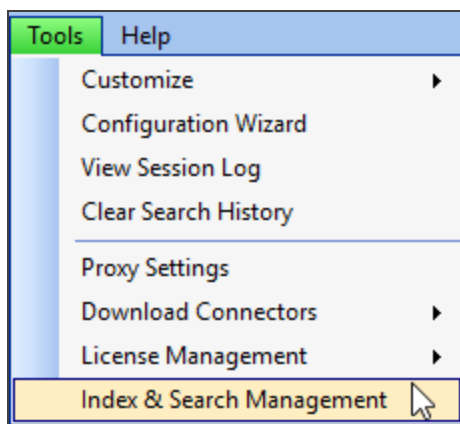 Tools Help
Customize
Configuration Wizard
View Session Log
Clear Search History
Proxy Settings
Download Connectors
License Management
Index & Search Management